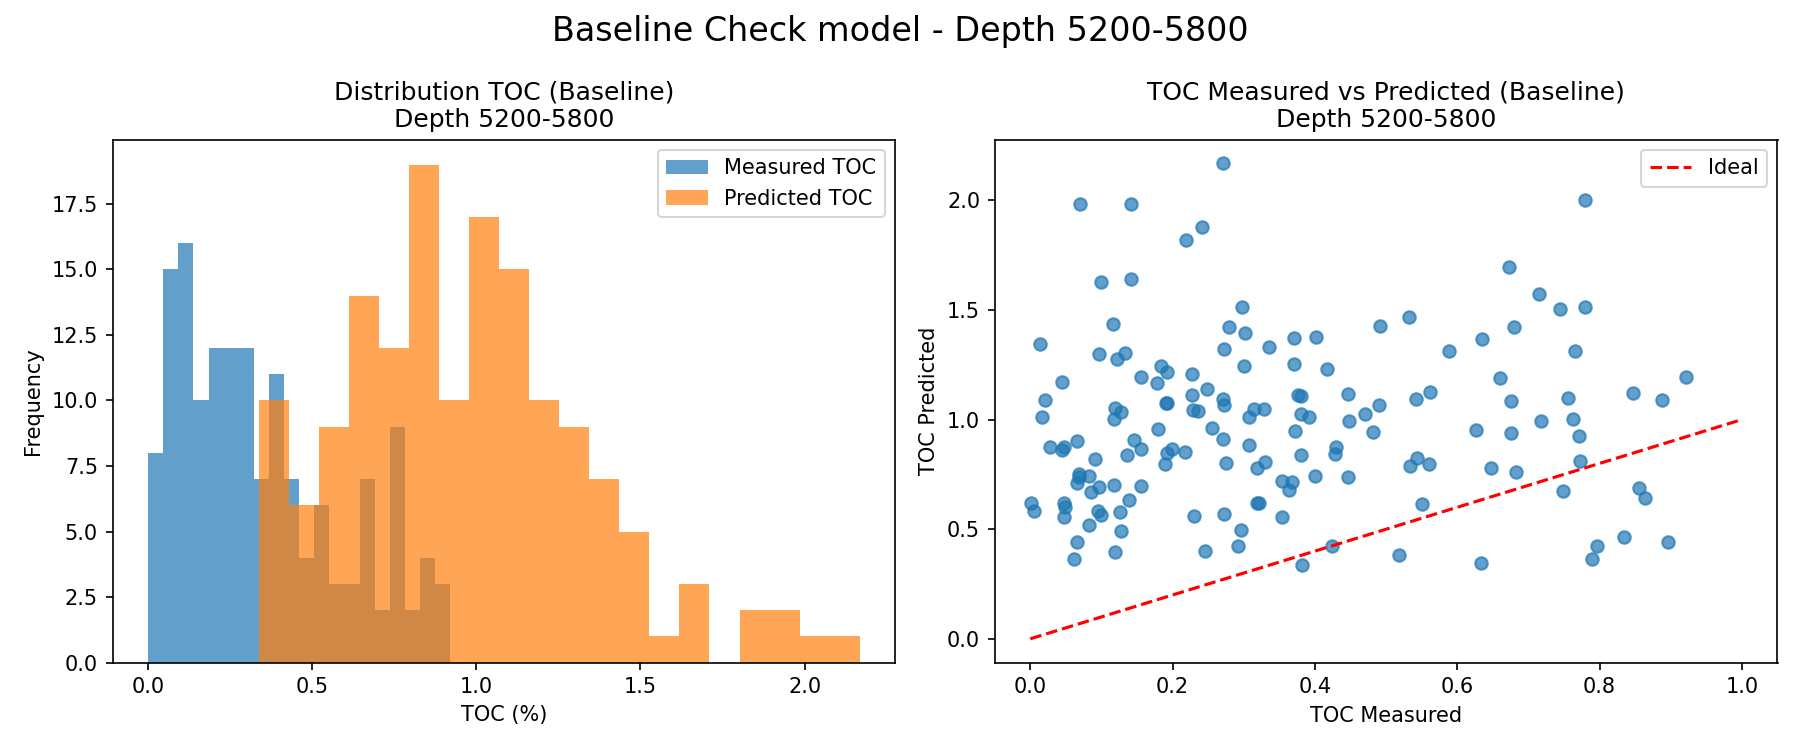 Baseline Check model - Depth 5200-5800
Distribution TOC (Baseline)
Depth 5200-5800
Measured TOC
Predicted TOC
Frequency
17.5
15.0
12.5
10.0
7.5
5.0
2.5
0.0
0.0 0.5 1.0 1.5 2.0
TOC (%)
TOC Measured vs Predicted (Baseline)
Depth 5200-5800
Ideal
TOC Predicted
2.0
1.5
1.0
0.5
0.0
0.0 0.2 0.4 0.6 0.8 1.0
TOC Measured